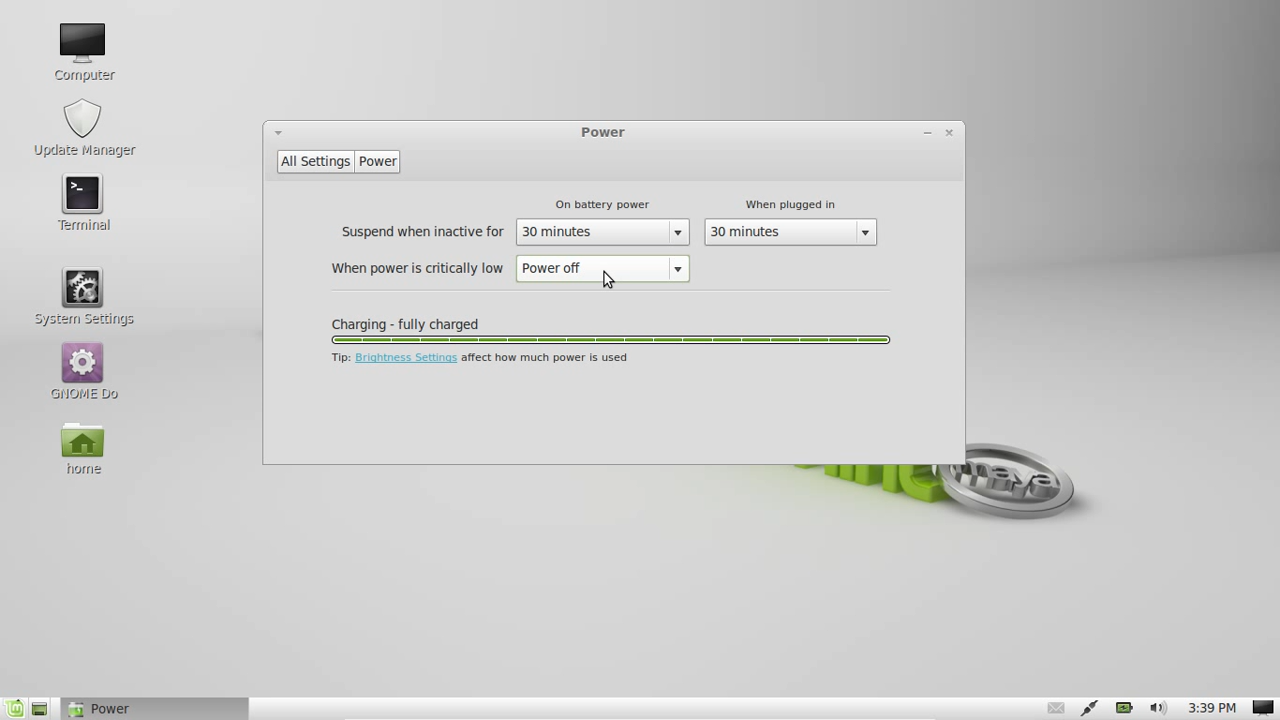 Computer
Update Manager
Terminal
System Settings
GNOME Do
home
Power
All Settings Power
On battery power When plugged in
Suspend when inactive for 30 minutes 30 minutes
When power is critically low Power off
Charging - fully charged
Tip: Brightness Settings affect how much power is used
maya
Power
3:39 PM